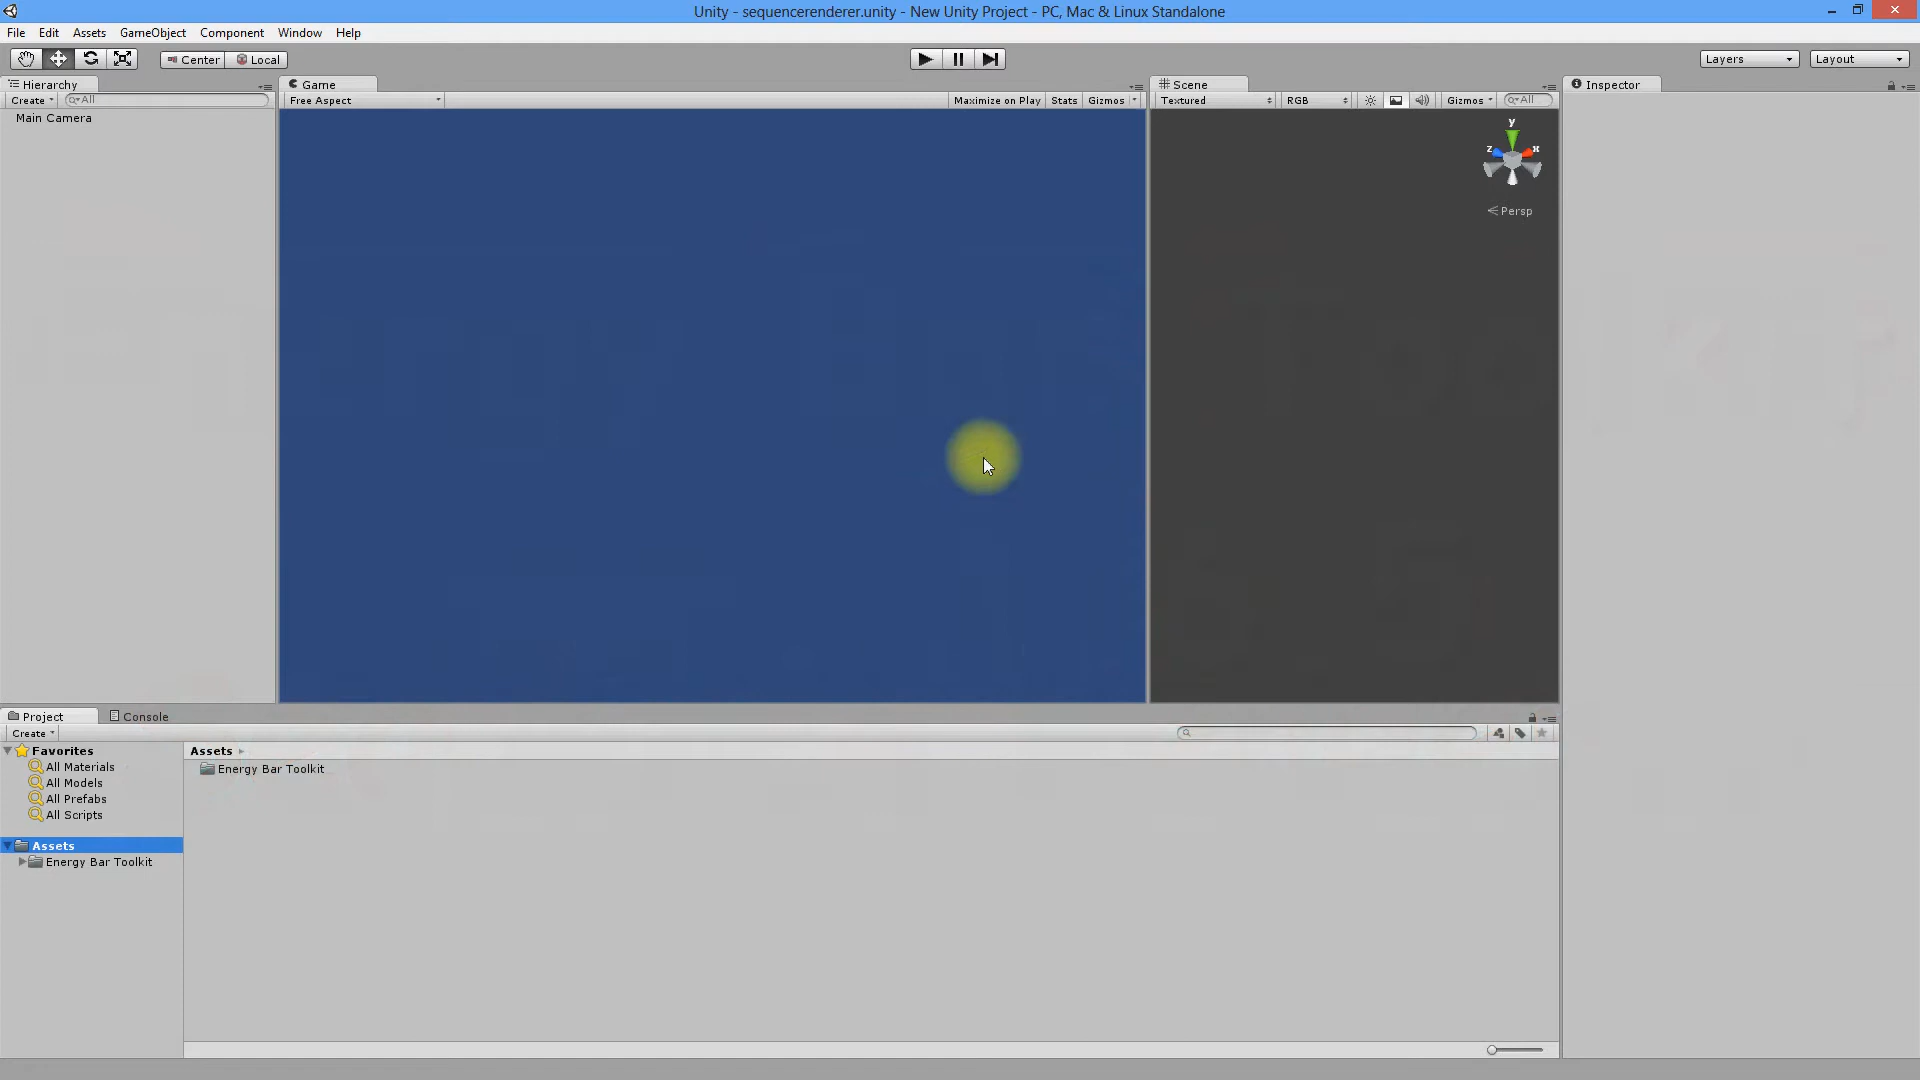 Unity - sequencerenderer.unity - New Unity Project - PC, Mac & Linux Standalone
File Edit Assets GameObject Component Window Help
Center Local Layers Layout
Hierarchy Game Scene Inspector
Create All Free Aspect Maximize on Play Stats Gizmos Textured RGB Gizmos All
Main Camera
y
z x
Persp
Project Console
Create
Favorites
All Materials
All Models
All Prefabs
All Scripts
Assets
Energy Bar Toolkit
Assets
Energy Bar Toolkit